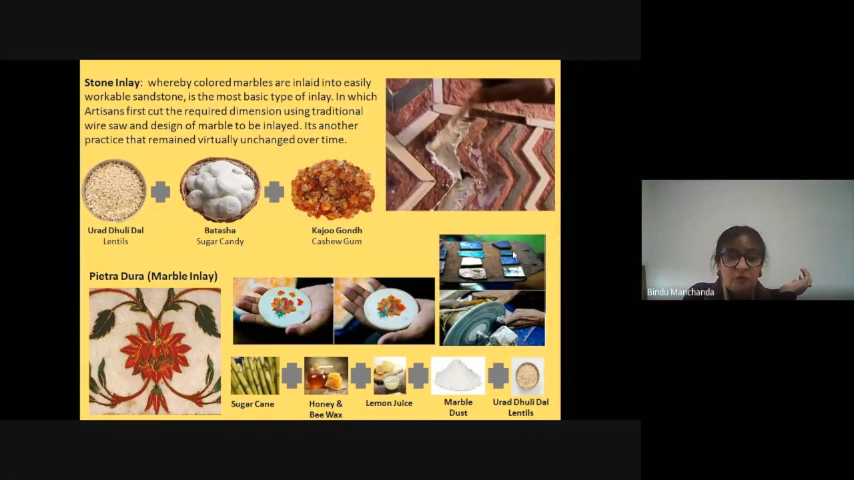 Stone Inlay: whereby colored marbles are inlaid into easily
workable sandstone, is the most basic type of inlay. In which
Artisans first cut the required dimension using traditional
wire saw and design of marble to be inlayed. Its another
practice that remained virtually unchanged over time.
Urad Dhuli Dal
Lentils
Batasha
Sugar Candy
Kajoo Gondh
Cashew Gum
Pietra Dura (Marble Inlay)
Sugar Cane
Honey &
Bee Wax
Lemon Juice
Marble
Dust
Urad Dhuli Dal
Lentils
Bindu Manchanda